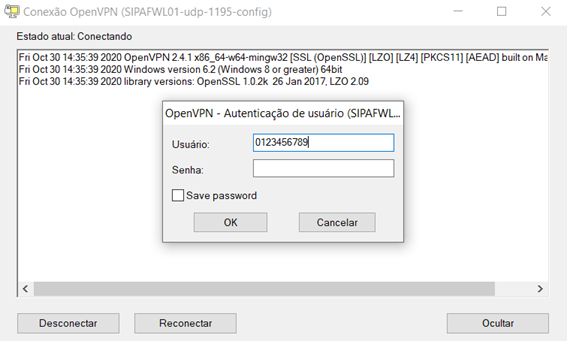 Conexão OpenVPN (SIPAFWL01-udp-1195-config)
Estado atual: Conectando
Fri Oct 30 14:35:39 2020 OpenVPN 2.4.1 x86_64-w64-mingw32 [SSL (OpenSSL)] [LZO] [LZ4] [PKCS11] [AEAD] built on Ma
Fri Oct 30 14:35:39 2020 Windows version 6.2 (Windows 8 or greater) 64bit
Fri Oct 30 14:35:39 2020 library versions: OpenSSL 1.0.2k 26 Jan 2017, LZO 2.09
OpenVPN - Autenticação de usuário (SIPAFWL...
Usuário: 0123456789
Senha:
Save password
OK Cancelar
Desconectar Reconectar Ocultar